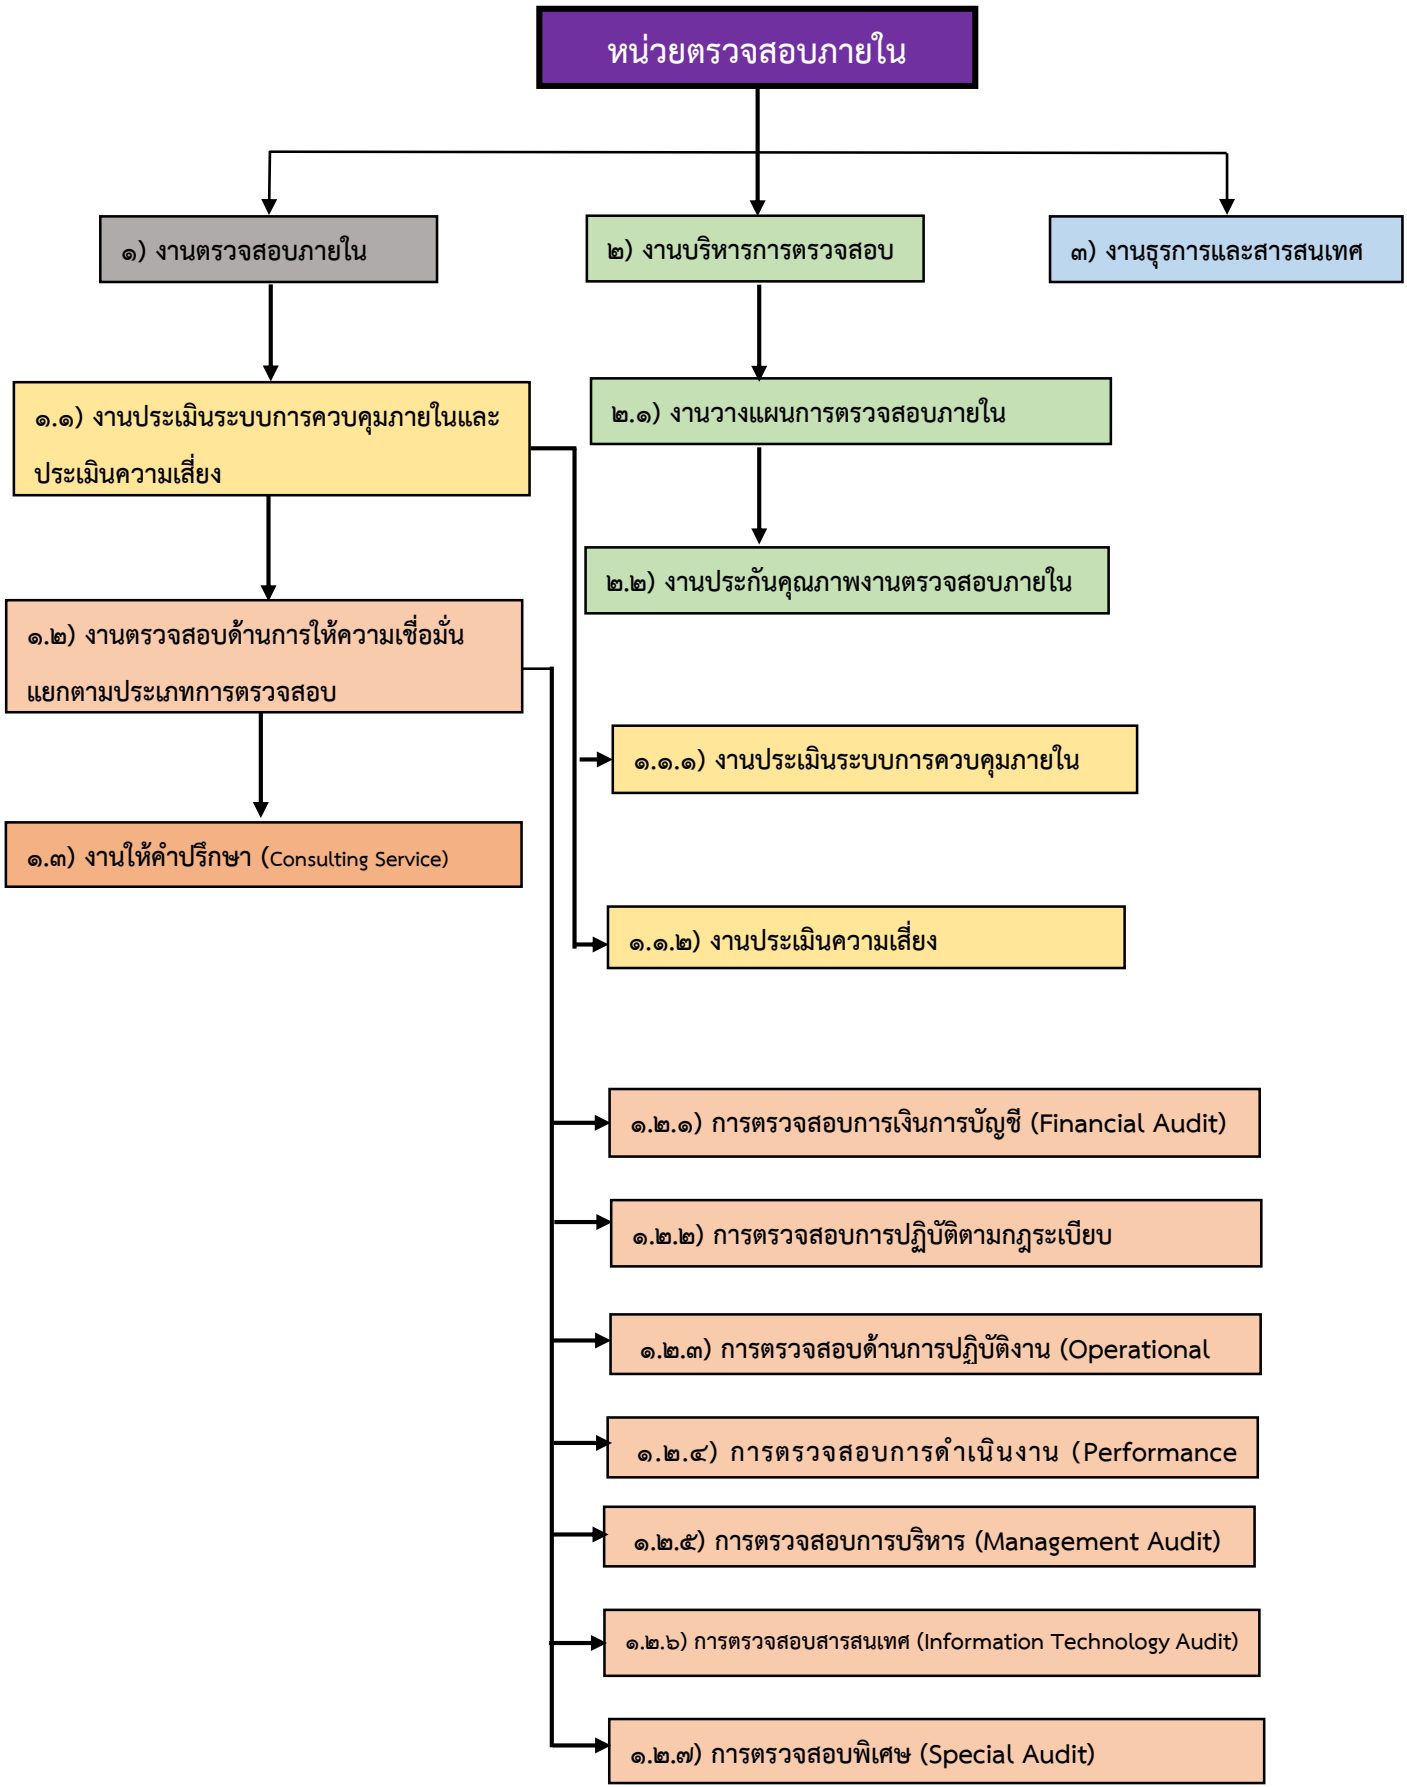 หน่วยตรวจสอบภายใน
๑) งานตรวจสอบภายใน
๒) งานบริหารการตรวจสอบ
๓) งานธุรการและสารสนเทศ
๑.๑) งานประเมินระบบการควบคุมภายในและ
ประเมินความเสี่ยง
๒.๑) งานวางแผนการตรวจสอบภายใน
๒.๒) งานประกันคุณภาพงานตรวจสอบภายใน
๑.๒) งานตรวจสอบด้านการให้ความเชื่อมั่น
แยกตามประเภทการตรวจสอบ
๑.๓) งานให้คำปรึกษา (Consulting Service)
๑.๑.๑) งานประเมินระบบการควบคุมภายใน
๑.๑.๒) งานประเมินความเสี่ยง
๑.๒.๑) การตรวจสอบการเงินการบัญชี (Financial Audit)
๑.๒.๒) การตรวจสอบการปฏิบัติตามกฎระเบียบ
๑.๒.๓) การตรวจสอบด้านการปฏิบัติงาน (Operational
๑.๒.๔) การตรวจสอบการดำเนินงาน (Performance
๑.๒.๕) การตรวจสอบการบริหาร (Management Audit)
๑.๒.๖) การตรวจสอบสารสนเทศ (Information Technology Audit)
๑.๒.๗) การตรวจสอบพิเศษ (Special Audit)